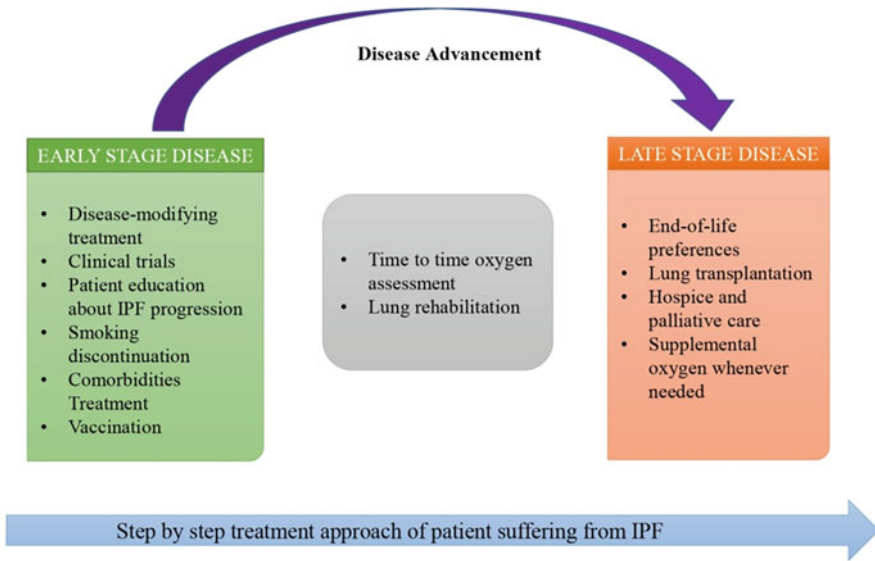 Disease Advancement
EARLY STAGE DISEASE
• Disease-modifying
treatment
• Clinical trials
• Patient education
about IPF progression
• Smoking
discontinuation
• Comorbidities
Treatment
• Vaccination
• Time to time oxygen
assessment
• Lung rehabilitation
LATE STAGE DISEASE
• End-of-life
preferences
• Lung transplantation
• Hospice and
palliative care
• Supplemental
oxygen whenever
needed
Step by step treatment approach of patient suffering from IPF